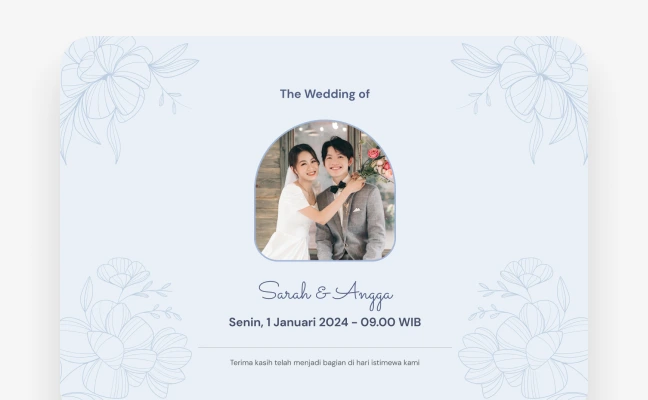 The Wedding of
Sarah & Angga
Senin, 1 Januari 2024 - 09.00 WIB
Terima kasih telah menjadi bagian di hari istimewa kami